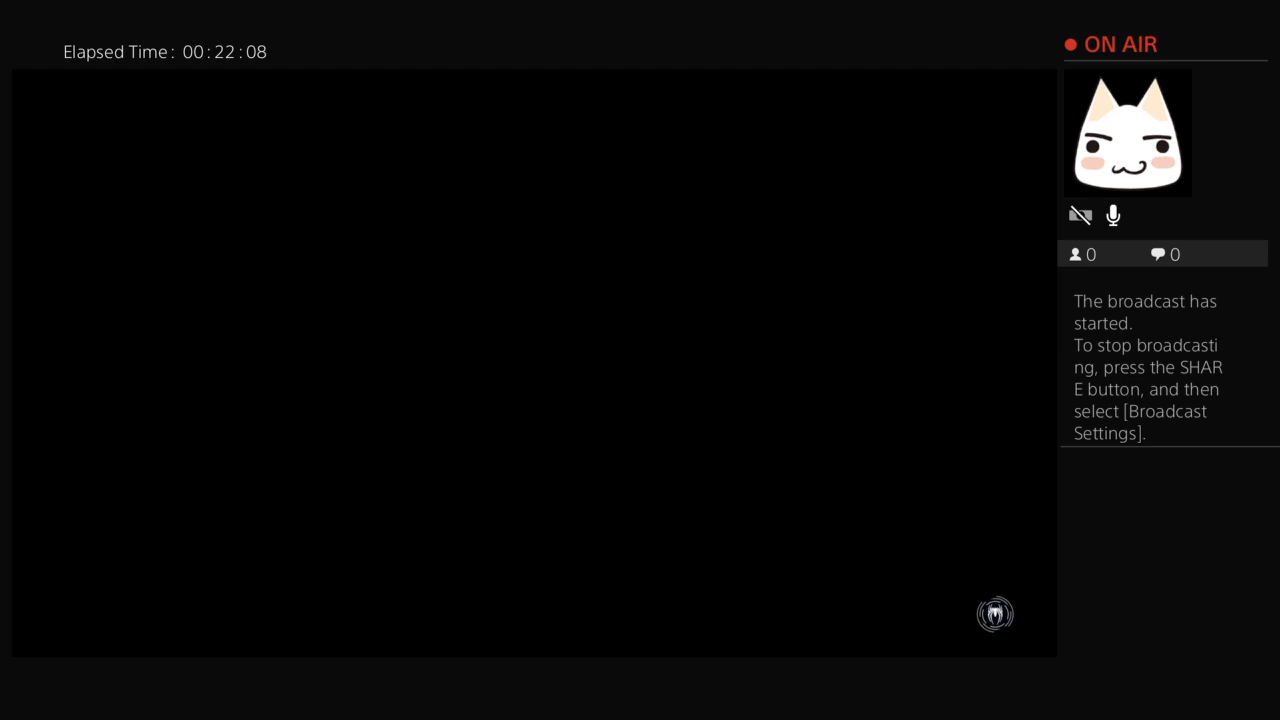 Elapsed Time: 00:22:08
ON AIR
0 0
The broadcast has
started.
To stop broadcasti
ng, press the SHAR
E button, and then
select [Broadcast
Settings].